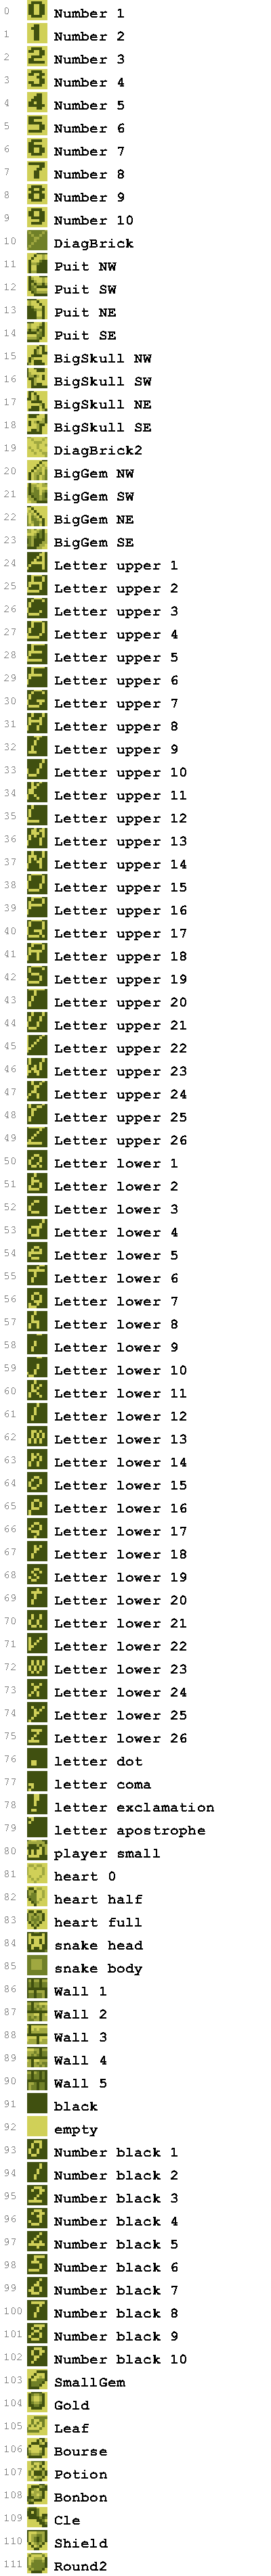 0 Number 1
1 Number 2
2 Number 3
3 Number 4
4 Number 5
5 Number 6
6 Number 7
7 Number 8
8 Number 9
9 Number 10
10 DiagBrick
11 Puit NW
12 Puit SW
13 Puit NE
14 Puit SE
15 BigSkull NW
16 BigSkull SW
17 BigSkull NE
18 BigSkull SE
19 DiagBrick2
20 BigGem NW
21 BigGem SW
22 BigGem NE
23 BigGem SE
24 Letter upper 1
25 Letter upper 2
26 Letter upper 3
27 Letter upper 4
28 Letter upper 5
29 Letter upper 6
30 Letter upper 7
31 Letter upper 8
32 Letter upper 9
33 Letter upper 10
34 Letter upper 11
35 Letter upper 12
36 Letter upper 13
37 Letter upper 14
38 Letter upper 15
39 Letter upper 16
40 Letter upper 17
41 Letter upper 18
42 Letter upper 19
43 Letter upper 20
44 Letter upper 21
45 Letter upper 22
46 Letter upper 23
47 Letter upper 24
48 Letter upper 25
49 Letter upper 26
50 Letter lower 1
51 Letter lower 2
52 Letter lower 3
53 Letter lower 4
54 Letter lower 5
55 Letter lower 6
56 Letter lower 7
57 Letter lower 8
58 Letter lower 9
59 Letter lower 10
60 Letter lower 11
61 Letter lower 12
62 Letter lower 13
63 Letter lower 14
64 Letter lower 15
65 Letter lower 16
66 Letter lower 17
67 Letter lower 18
68 Letter lower 19
69 Letter lower 20
70 Letter lower 21
71 Letter lower 22
72 Letter lower 23
73 Letter lower 24
74 Letter lower 25
75 Letter lower 26
76 letter dot
77 letter coma
78 letter exclamation
79 letter apostrophe
80 player small
81 heart 0
82 heart half
83 heart full
84 snake head
85 snake body
86 Wall 1
87 Wall 2
88 Wall 3
89 Wall 4
90 Wall 5
91 black
92 empty
93 Number black 1
94 Number black 2
95 Number black 3
96 Number black 4
97 Number black 5
98 Number black 6
99 Number black 7
100 Number black 8
101 Number black 9
102 Number black 10
103 SmallGem
104 Gold
105 Leaf
106 Bourse
107 Potion
108 Bonbon
109 Cle
110 Shield
111 Round2